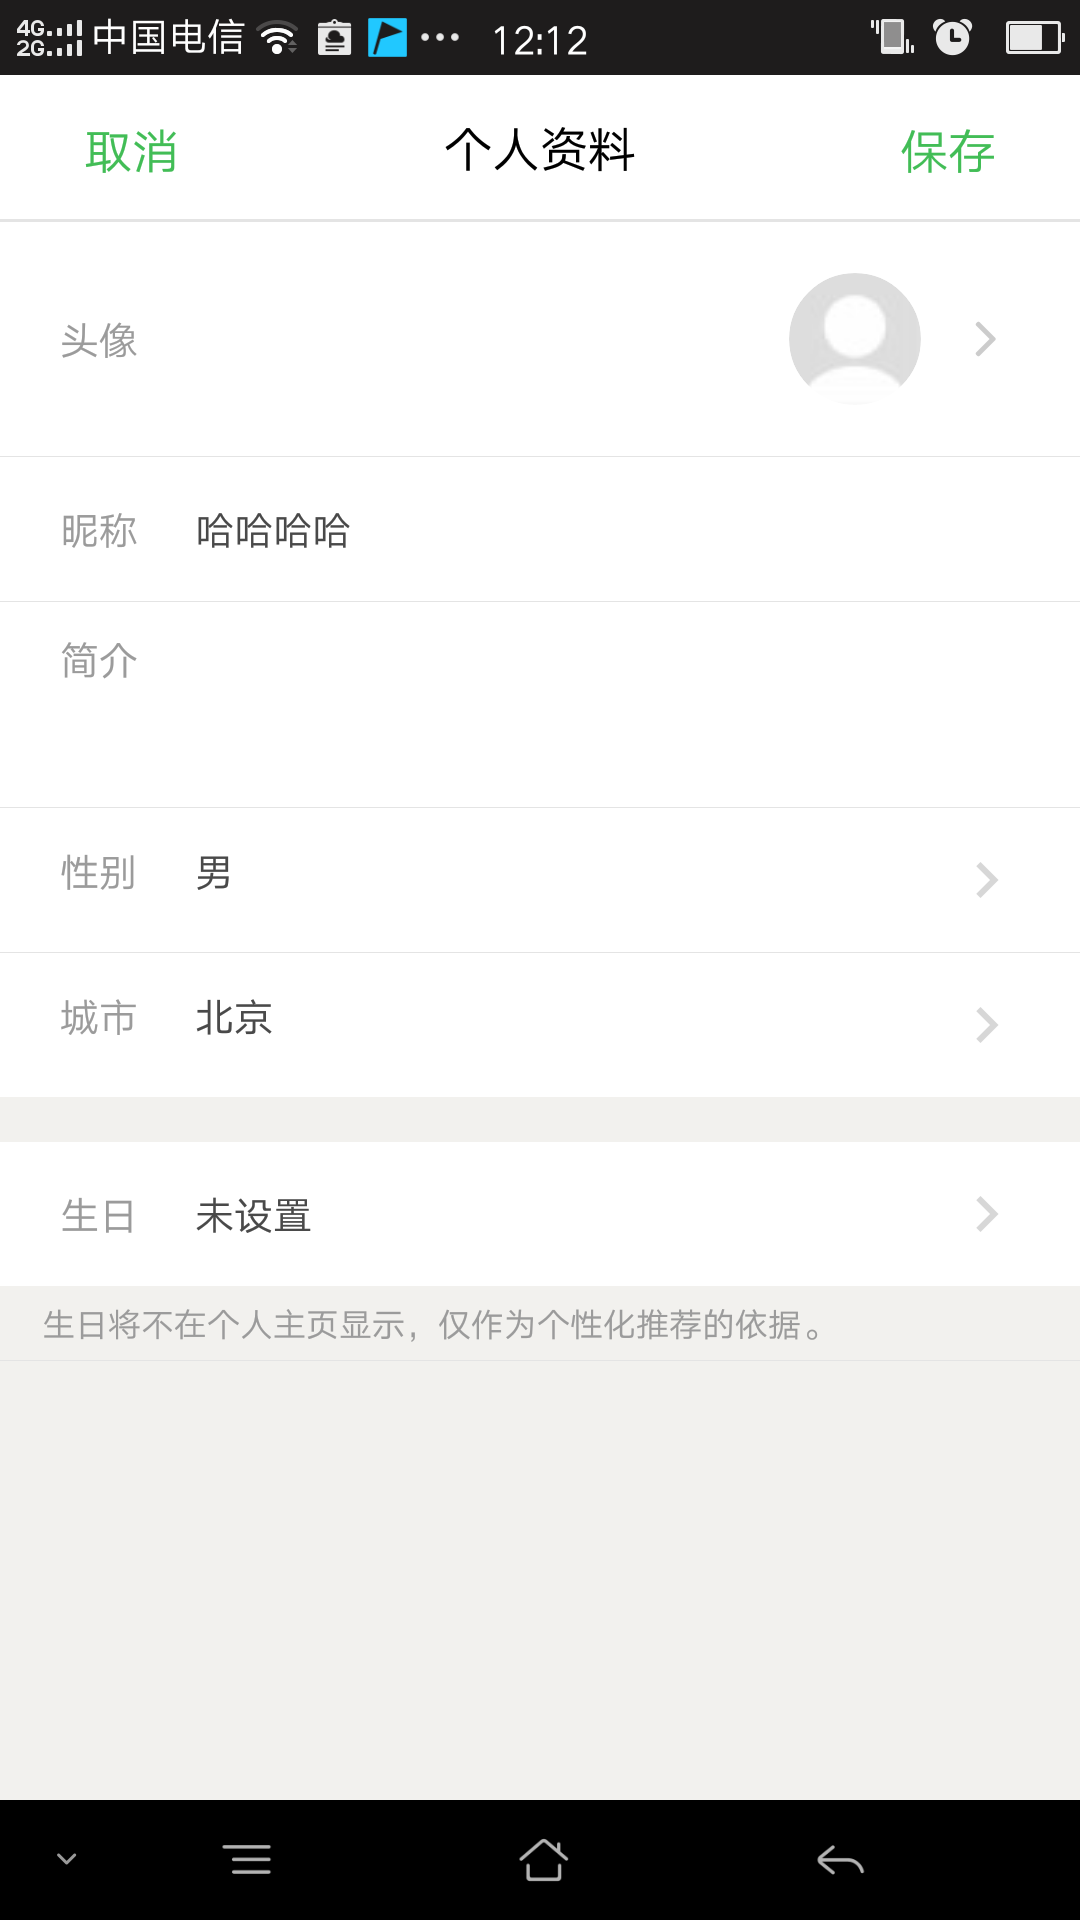 4G 2G 中国电信 12:12
取消 个人资料 保存
头像
昵称 哈哈哈哈
简介
性别 男
城市 北京
生日 未设置
生日将不在个人主页显示，仅作为个性化推荐的依据。